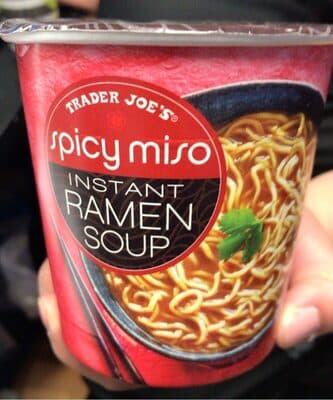 TRADER JOE'S®
spicy miso
INSTANT
RAMEN
SOUP